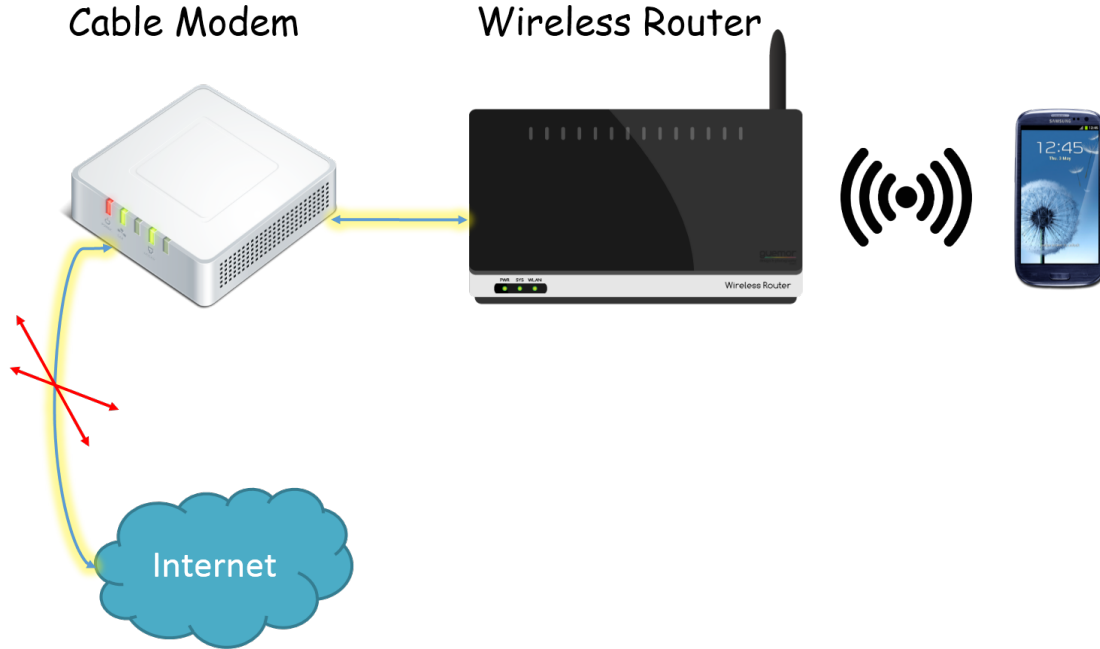 Cable Modem
Wireless Router
SAMSUNG
12:45
PWR SYS WLAN
Wireless Router
Internet